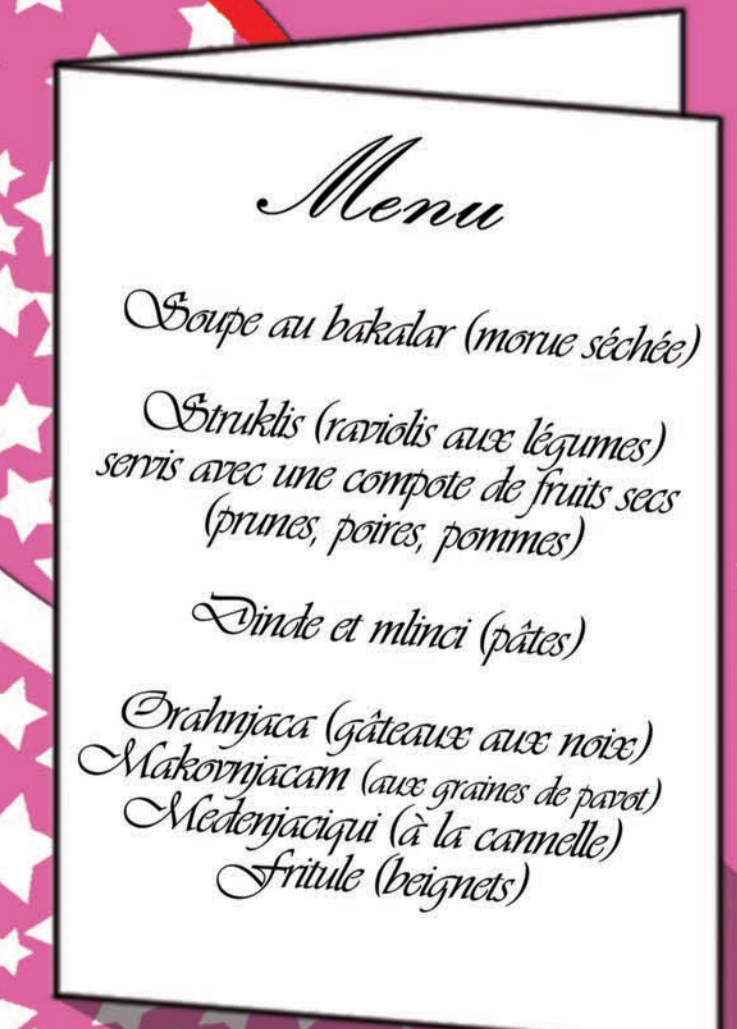 Menu
Soupe au bakalar (morue séchée)
Struklis (raviolis aux légumes)
servis avec une compote de fruits secs
(prunes, poires, pommes)
Dinde et mlinci (pâtes)
Orahnjaca (gâteaux aux noix)
Makovnjacam (aux graines de pavot)
Medenjaciqui (à la cannelle)
Fritule (beignets)